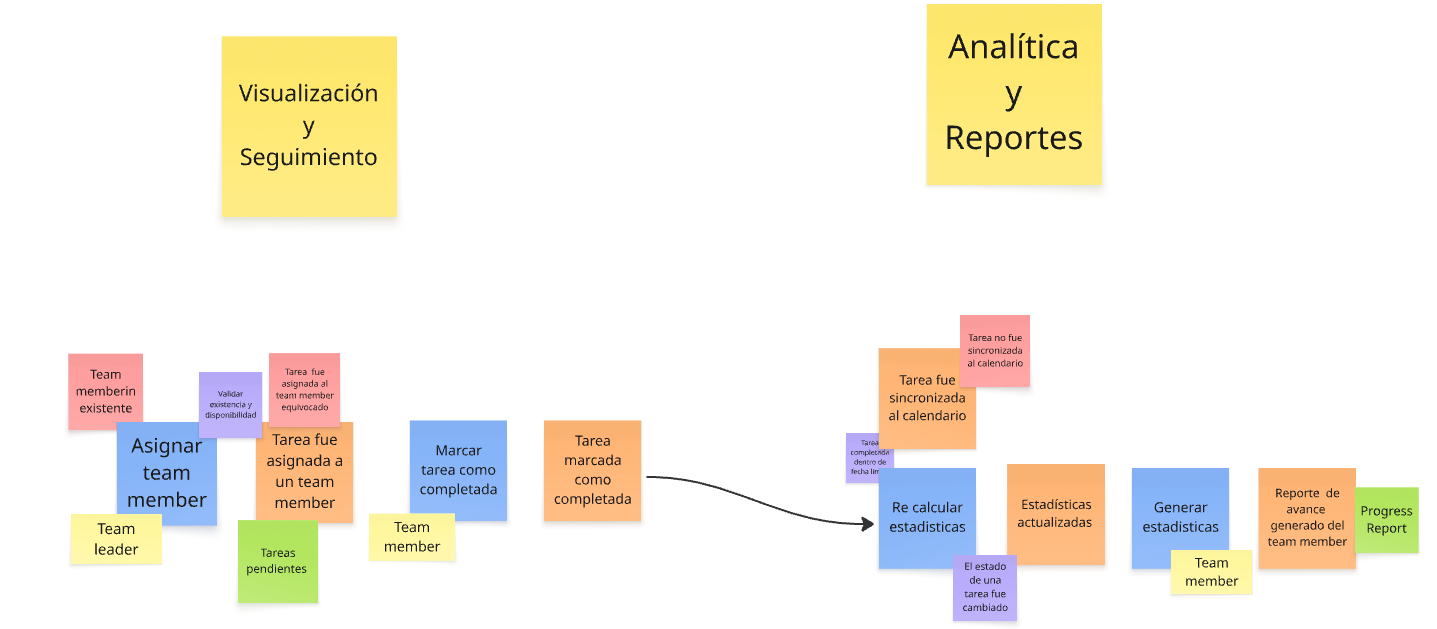 Visualización
y
Seguimiento
Analítica
y
Reportes
Team
memberin
existente
Validar
existencia y
disponibilidad
Tarea fue
asignada al
team member
equivocado
Asignar
team
member
Tarea fue
asignada a
un team
member
Team
leader
Tareas
pendientes
Marcar
tarea como
completada
Team
member
Tarea
marcada
como
completada
Tarea no fue
sincronizada
al calendario
Tarea fue
sincronizada
al calendario
Tarea
completada
dentro de
fecha
Re calcular
estadisticas
El estado
de una
tarea fue
cambiado
Estadísticas
actualizadas
Generar
estadisticas
Team
member
Reporte de
avance
generado del
team member
Progress
Report